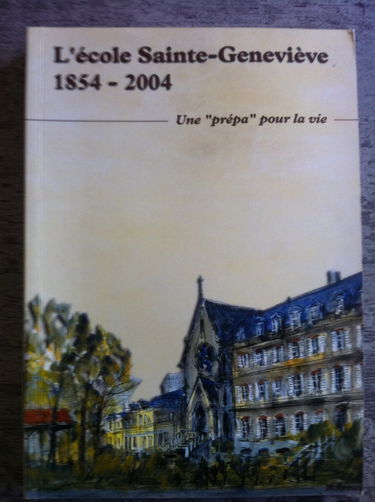 L'école Sainte-Geneviève
1854 - 2004
Une "prépa" pour la vie